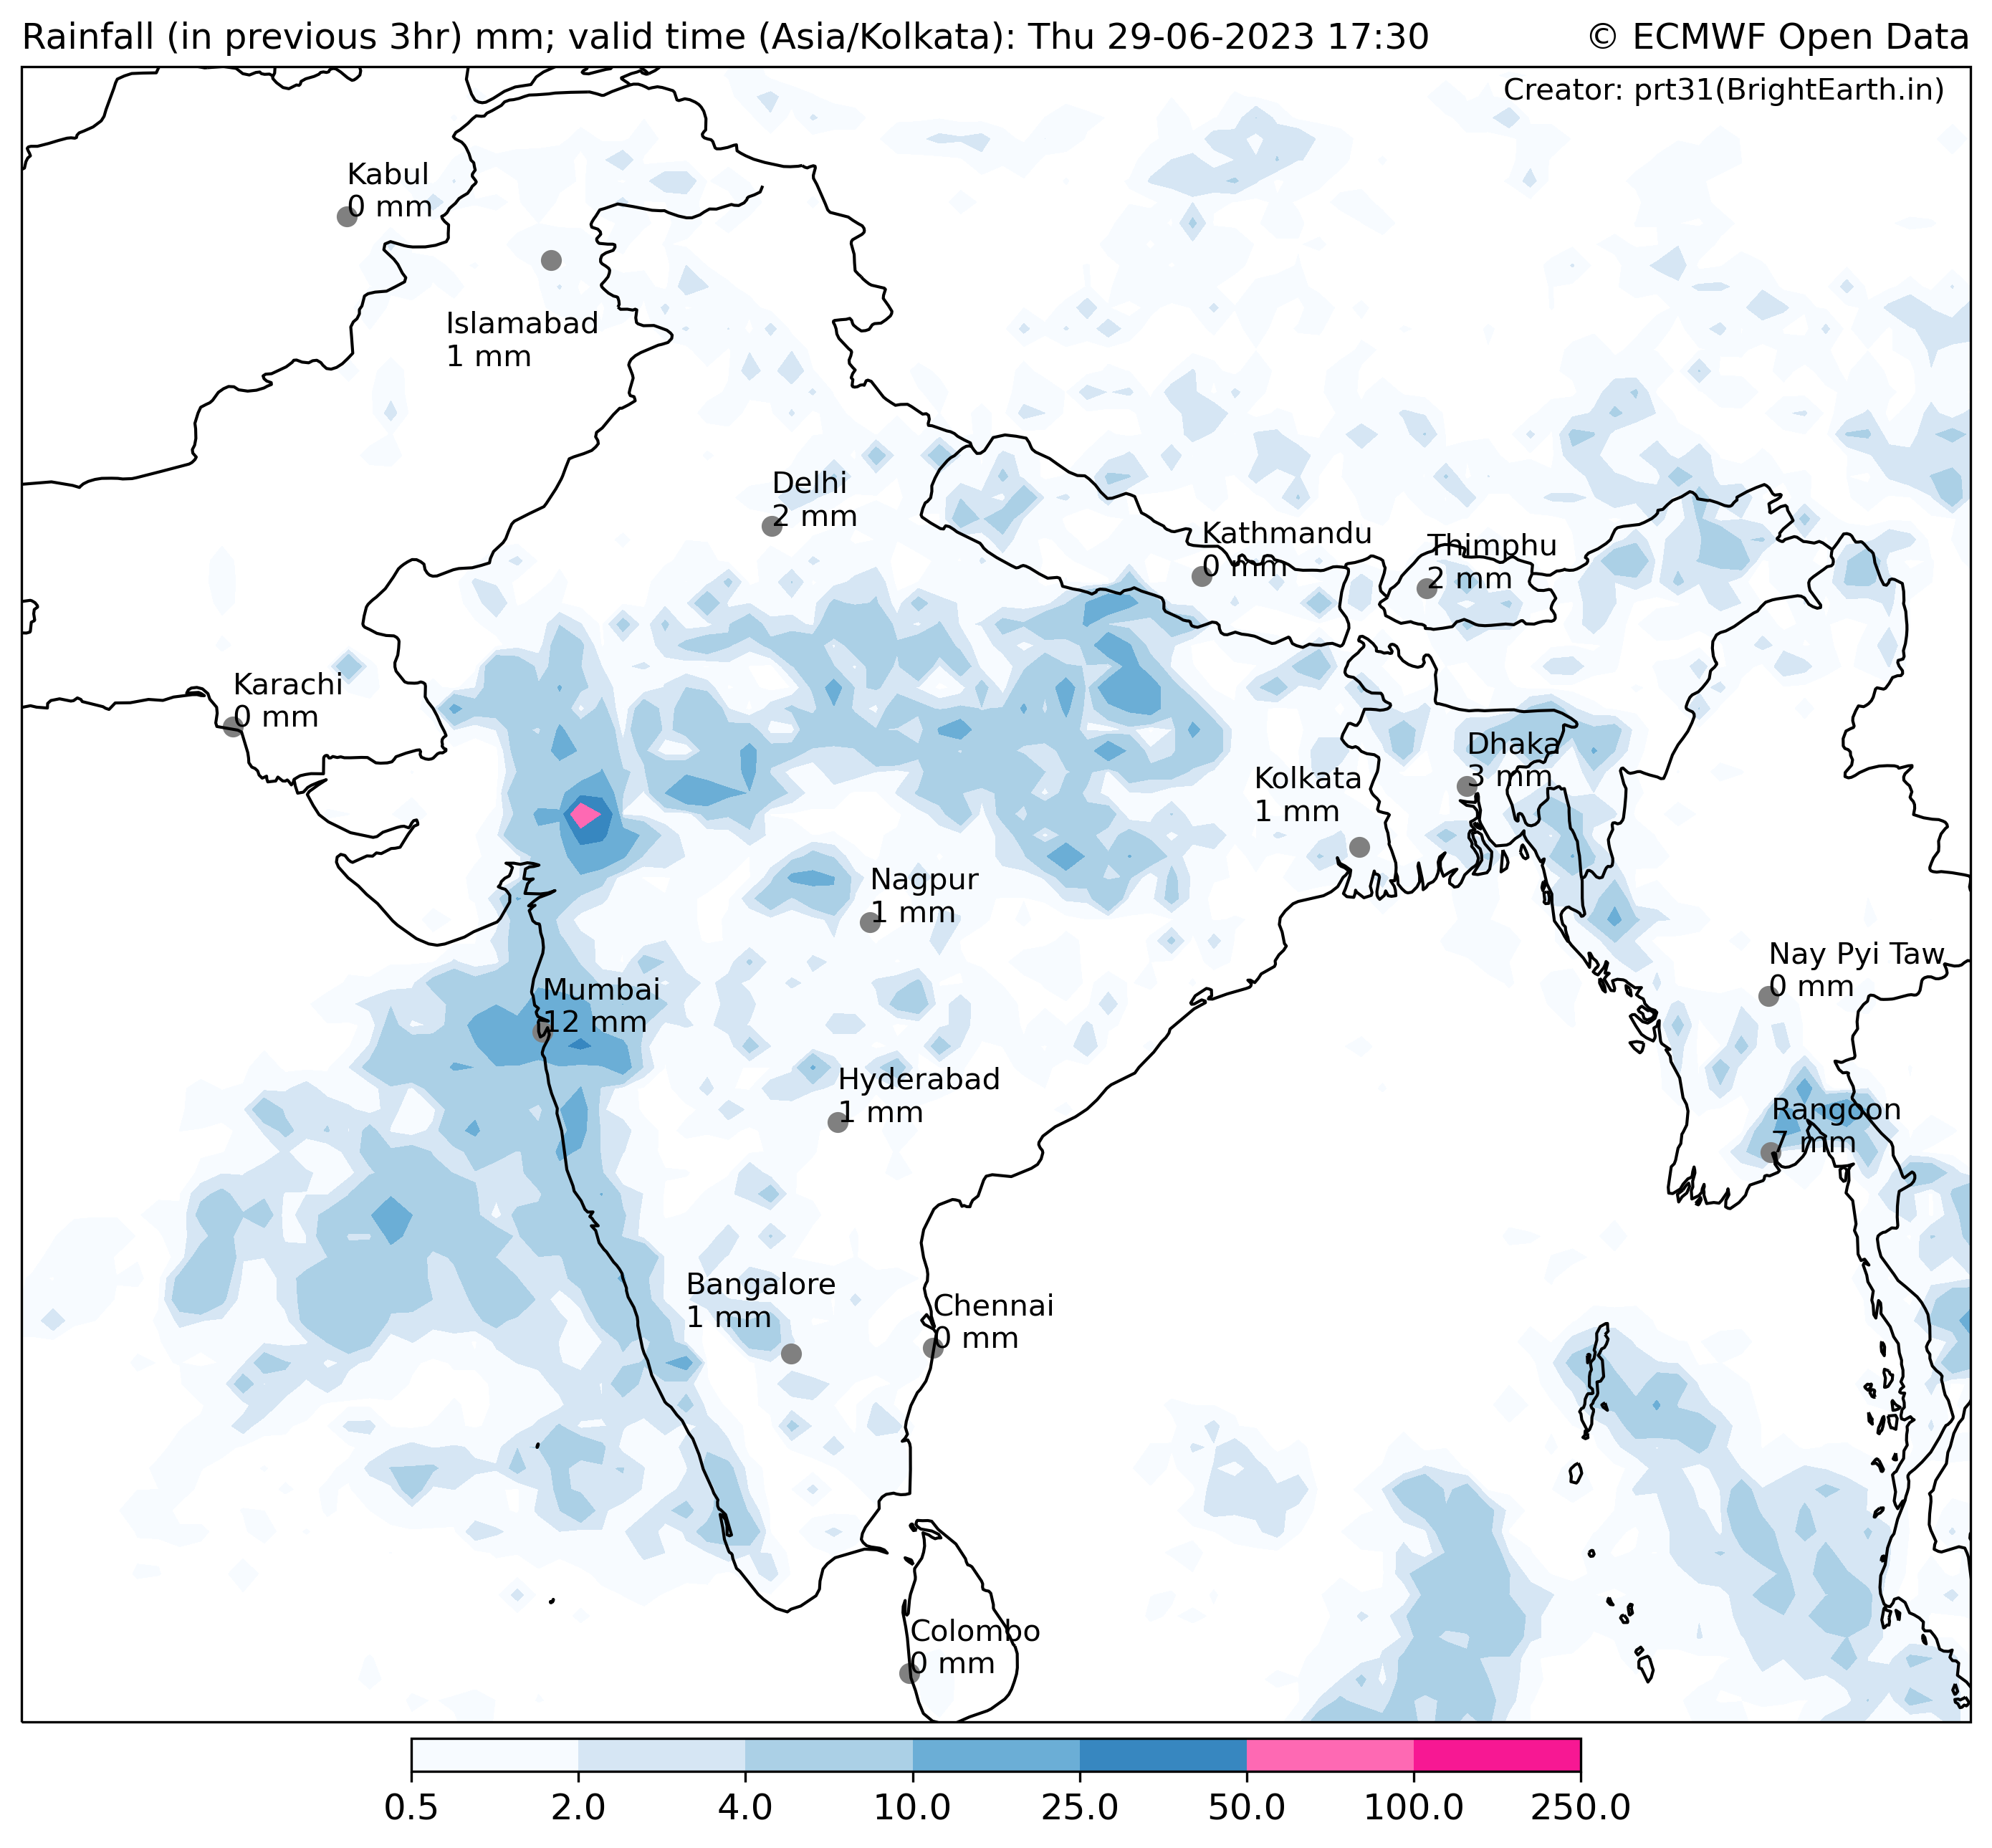 Rainfall (in previous 3hr) mm; valid time (Asia/Kolkata): Thu 29-06-2023 17:30
© ECMWF Open Data
Creator: prt31(BrightEarth.in)
Kabul
0 mm
Islamabad
1 mm
Delhi
2 mm
Kathmandu
0 mm
Thimphu
2 mm
Karachi
0 mm
Dhaka
3 mm
Kolkata
1 mm
Nagpur
1 mm
Nay Pyi Taw
0 mm
Mumbai
12 mm
Hyderabad
1 mm
Rangoon
7 mm
Bangalore
1 mm
Chennai
0 mm
Colombo
0 mm
0.5 2.0 4.0 10.0 25.0 50.0 100.0 250.0